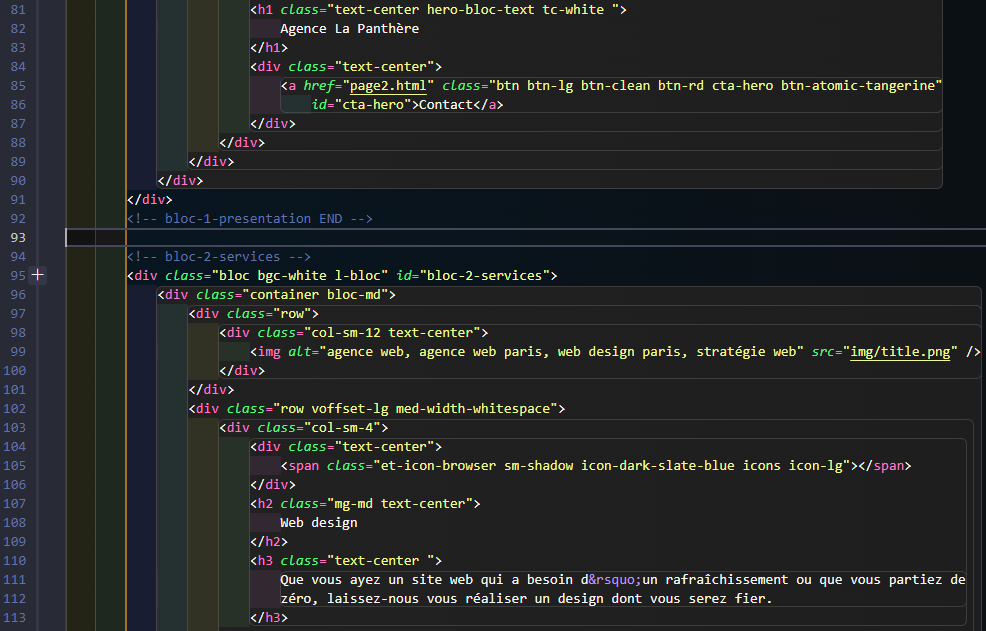 81 <h1 class="text-center hero-bloc-text tc-white ">
82 Agence La Panthère
83 </h1>
84 <div class="text-center">
85 <a href="page2.html" class="btn btn-lg btn-clean btn-rd cta-hero btn-atomic-tangerine"
86 id="cta-hero">Contact</a>
87 </div>
88 </div>
89 </div>
90 </div>
91 </div>
92 <!-- bloc-1-presentation END -->
93
94 <!-- bloc-2-services -->
95 <div class="bloc bgc-white l-bloc" id="bloc-2-services">
96 <div class="container bloc-md">
97 <div class="row">
98 <div class="col-sm-12 text-center">
99 <img alt="agence web, agence web paris, web design paris, stratégie web" src="img/title.png" />
100 </div>
101 </div>
102 <div class="row voffset-lg med-width-whitespace">
103 <div class="col-sm-4">
104 <div class="text-center">
105 <span class="et-icon-browser sm-shadow icon-dark-slate-blue icons icon-lg"></span>
106 </div>
107 <h2 class="mg-md text-center">
108 Web design
109 </h2>
110 <h3 class="text-center ">
111 Que vous ayez un site web qui a besoin d&rsquo;un rafraîchissement ou que vous partiez de
112 zéro, laissez-nous vous réaliser un design dont vous serez fier.
113 </h3>